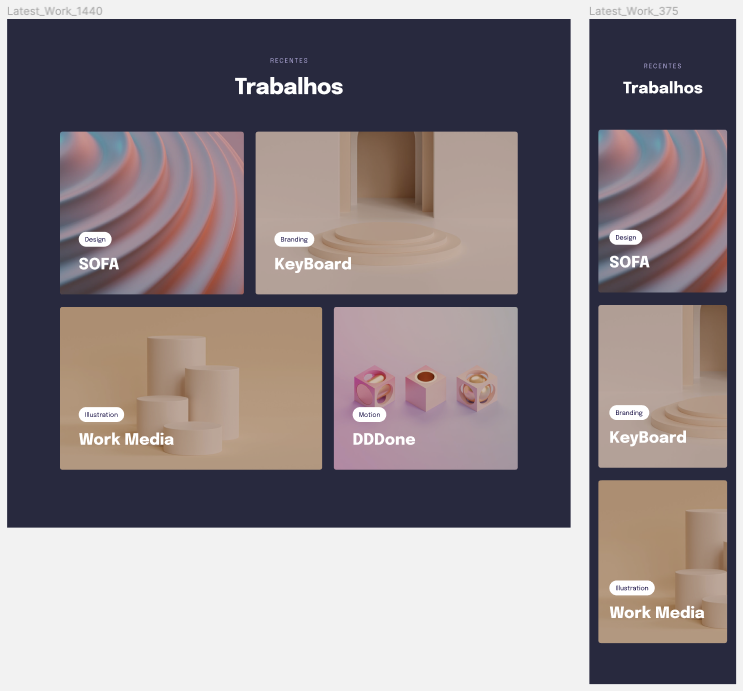 Latest_Work_1440
RECENTES
Trabalhos
Design
SOFA
Branding
KeyBoard
Illustration
Work Media
Motion
DDDone
Latest_Work_375
RECENTES
Trabalhos
Design
SOFA
Branding
KeyBoard
Illustration
Work Media